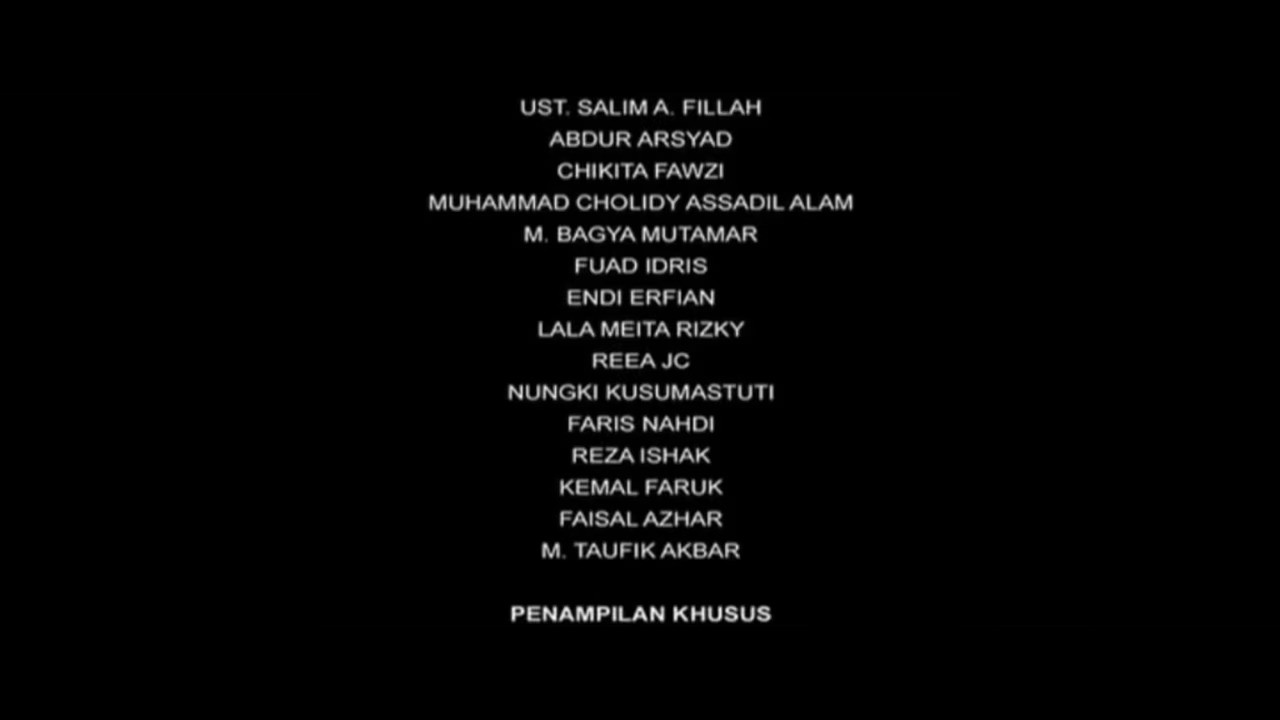 UST. SALIM A. FILLAH
ABDUR ARSYAD
CHIKITA FAWZI
MUHAMMAD CHOLIDY ASSADIL ALAM
M. BAGYA MUTAMAR
FUAD IDRIS
ENDI ERFIAN
LALA MEITA RIZKY
REEA JC
NUNGKI KUSUMASTUTI
FARIS NAHDI
REZA ISHAK
KEMAL FARUK
FAISAL AZHAR
M. TAUFIK AKBAR
PENAMPILAN KHUSUS